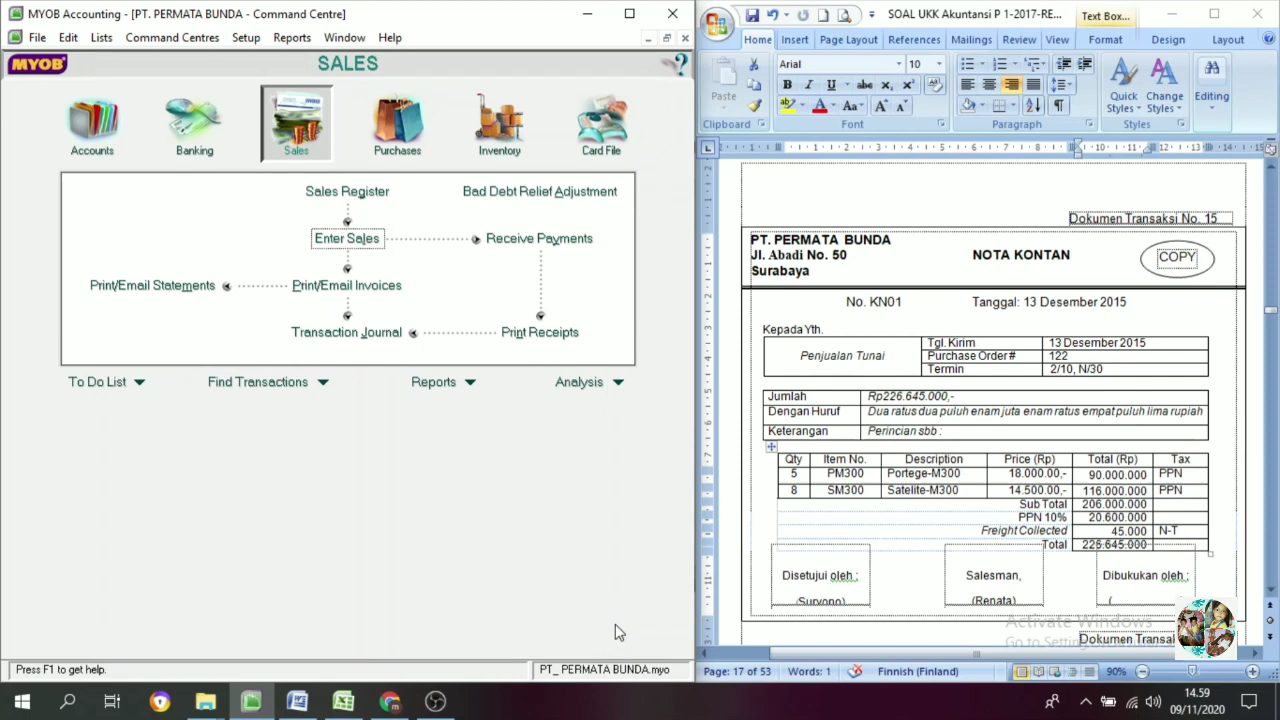 MYOB Accounting - [PT. PERMATA BUNDA - Command Centre]
File Edit Lists Command Centres Setup Reports Window Help
MYOB
SALES
Accounts Banking Sales Purchases Inventory Card File
Sales Register
Bad Debt Relief Adjustment
Enter Sales
Receive Payments
Print/Email Statements
Print/Email Invoices
Transaction Journal
Print Receipts
To Do List Find Transactions Reports Analysis
Press F1 to get help.
PT_ PERMATA BUNDA.myo
SOAL UKK Akuntansi P 1-2017-RE...
Text Box...
Home Insert Page Layout References Mailings Review View Format Design Layout
Arial 10
Paste
Quick Styles
Change Styles
Editing
Clipboard Font Paragraph Styles
Dokumen Transaksi No. 15
PT. PERMATA BUNDA
Jl. Abadi No. 50
Surabaya
NOTA KONTAN
COPY
No. KN01
Tanggal: 13 Desember 2015
Kepada Yth.
Penjualan Tunai
Tgl. Kirim 13 Desember 2015
Purchase Order # 122
Termin 2/10, N/30
Jumlah Rp226.645.000,-
Dengan Huruf Dua ratus dua puluh enam juta enam ratus empat puluh lima rupiah
Keterangan Perincian sbb :
Qty Item No. Description Price (Rp) Total (Rp) Tax
5 PM300 Portege-M300 18.000.00,- 90.000.000 PPN
8 SM300 Satelite-M300 14.500.00,- 116.000.000 PPN
Sub Total 206.000.000
PPN 10% 20.600.000
Freight Collected 45.000 N-T
Total 226.645.000
Disetujui oleh ; Salesman, Dibukukan oleh ;
(Suryono) (Renata) (
Activate Windows
Go to Setting
Dokumen Transak
Page: 17 of 53 Words: 1 Finnish (Finland) 90%
14.59
09/11/2020